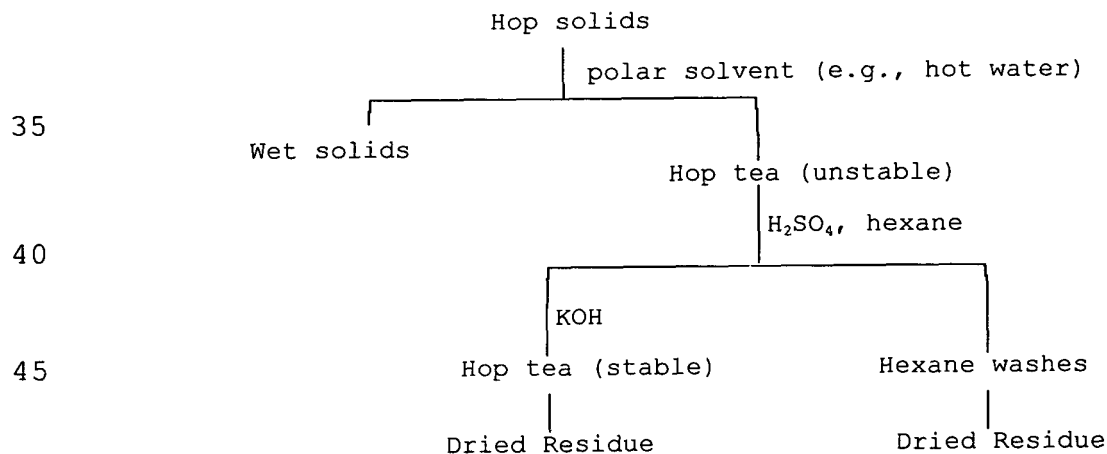 Hop solids
polar solvent (e.g., hot water)
35
Wet solids
Hop tea (unstable)
H₂SO₄, hexane
40
KOH
45
Hop tea (stable) Hexane washes
Dried Residue Dried Residue